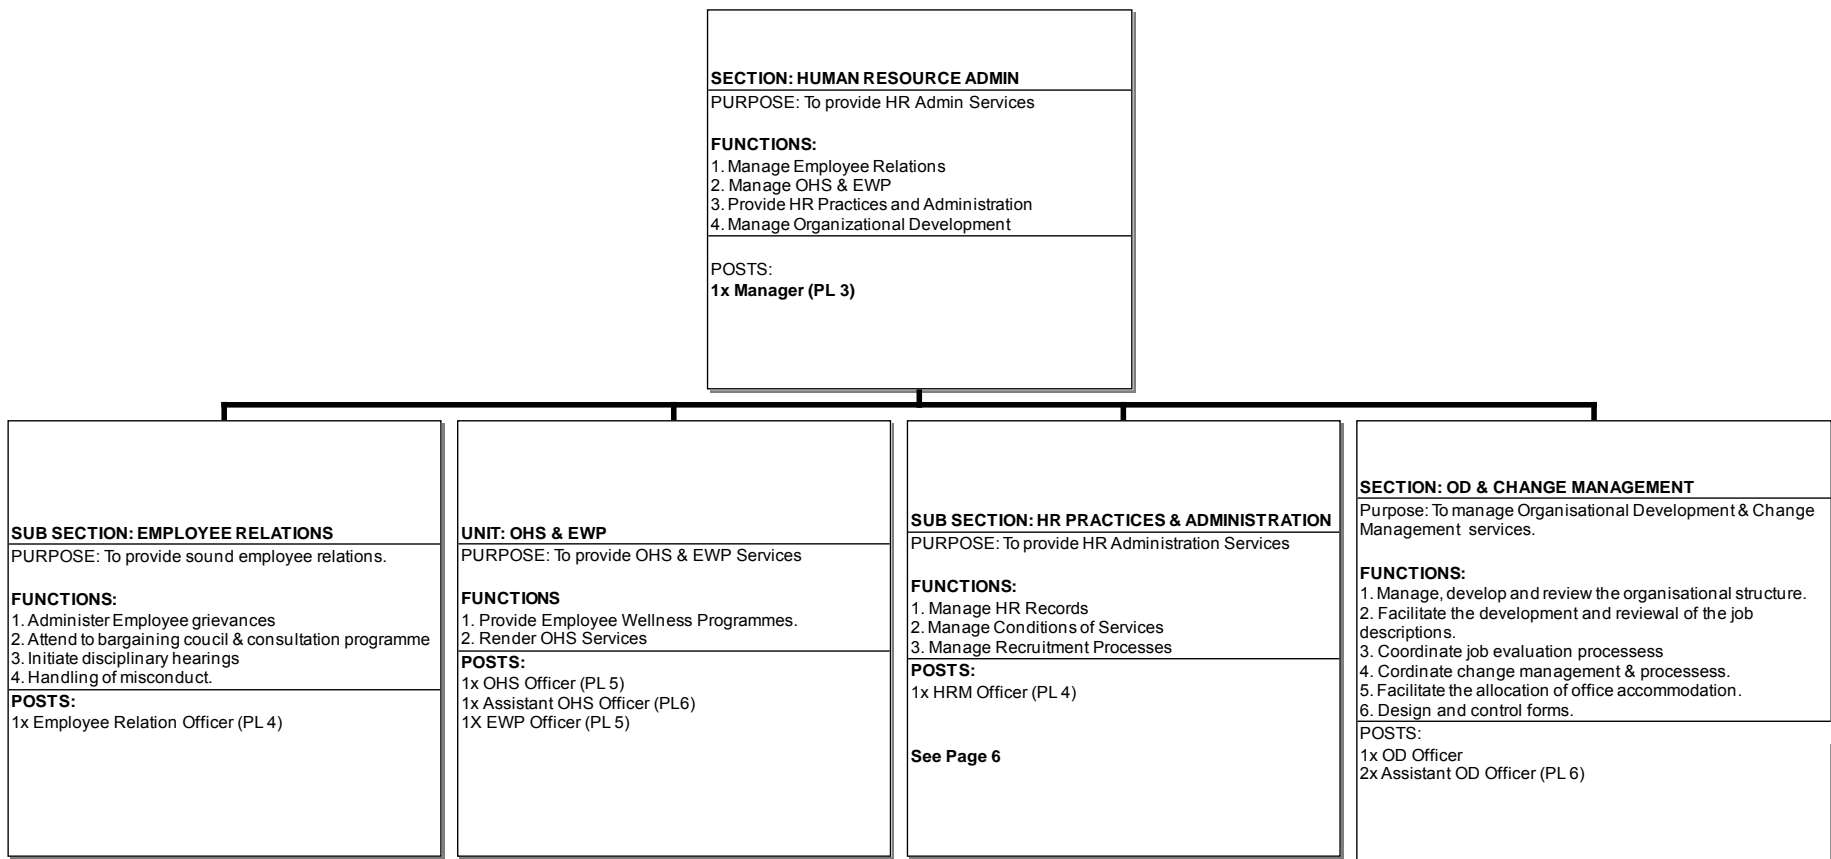 SECTION: HUMAN RESOURCE ADMIN
PURPOSE: To provide HR Admin Services
FUNCTIONS:
1. Manage Employee Relations
2. Manage OHS & EWP
3. Provide HR Practices and Administration
4. Manage Organizational Development
POSTS:
1x Manager (PL 3)
SUB SECTION: EMPLOYEE RELATIONS
PURPOSE: To provide sound employee relations.
FUNCTIONS:
1. Administer Employee grievances
2. Attend to bargaining coucil & consultation programme
3. Initiate disciplinary hearings
4. Handling of misconduct.
POSTS:
1x Employee Relation Officer (PL 4)
UNIT: OHS & EWP
PURPOSE: To provide OHS & EWP Services
FUNCTIONS
1. Provide Employee Wellness Programmes.
2. Render OHS Services
POSTS:
1x OHS Officer (PL 5)
1x Assistant OHS Officer (PL6)
1X EWP Officer (PL 5)
SUB SECTION: HR PRACTICES & ADMINISTRATION
PURPOSE: To provide HR Administration Services
FUNCTIONS:
1. Manage HR Records
2. Manage Conditions of Services
3. Manage Recruitment Processes
POSTS:
1x HRM Officer (PL 4)
See Page 6
SECTION: OD & CHANGE MANAGEMENT
Purpose: To manage Organisational Development & Change
Management services.
FUNCTIONS:
1. Manage, develop and review the organisational structure.
2. Facilitate the development and reviewal of the job
descriptions.
3. Coordinate job evaluation processess
4. Cordinate change management & processess.
5. Facilitate the allocation of office accommodation.
6. Design and control forms.
POSTS:
1x OD Officer
2x Assistant OD Officer (PL 6)